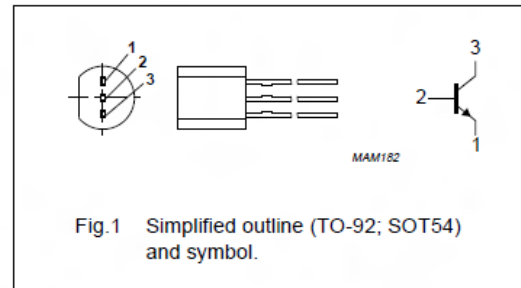 1
2
3
3
2
1
MAM182
Fig.1 Simplified outline (TO-92; SOT54)
and symbol.